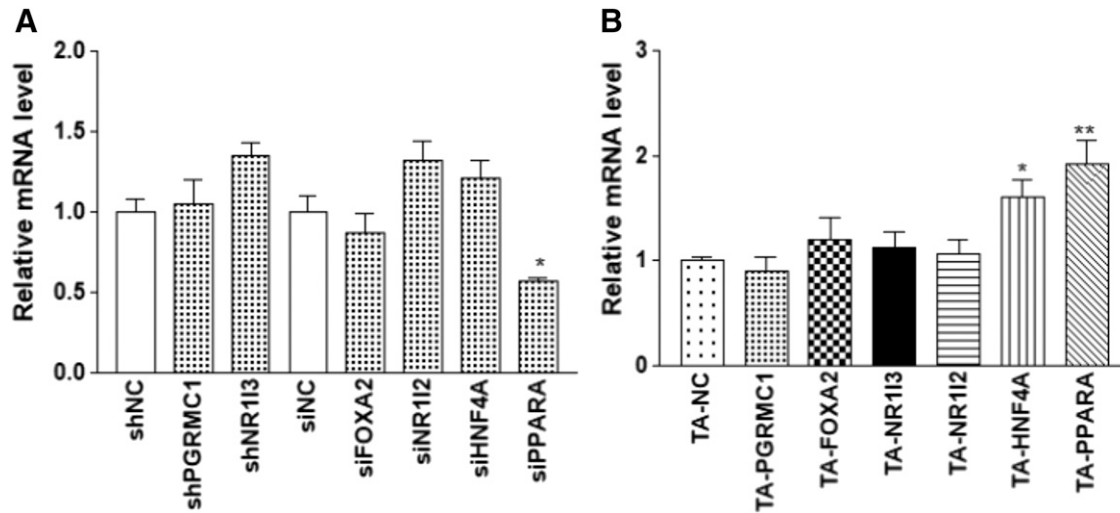 A
Relative mRNA level
2.0
1.5
1.0
0.5
0.0
*
shNC
shPGRMC1
shNR1I3
siNC
siFOXA2
siNR1I2
siHNF4A
siPPARA
B
Relative mRNA level
3
2
1
0
*
**
TA-NC
TA-PGRMC1
TA-FOXA2
TA-NR1I3
TA-NR1I2
TA-HNF4A
TA-PPARA